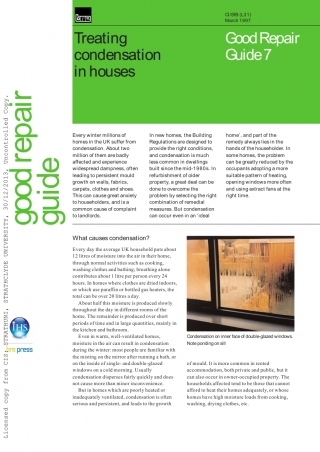 bre
CI/SfB (L31)
March 1997
Treating
condensation
in houses
Good Repair
Guide 7
good repair
guide
Every winter millions of
homes in the UK suffer from
condensation. About two
million of them are badly
affected and experience
widespread dampness, often
leading to persistent mould
growth on walls, fabrics,
carpets, clothes and shoes.
This can cause great anxiety
to householders, and is a
common cause of complaint
to landlords.
In new homes, the Building
Regulations are designed to
provide the right conditions,
and condensation is much
less common in dwellings
built since the mid-1980s. In
refurbishment of older
property, a great deal can be
done to overcome the
problem by selecting the right
combination of remedial
measures. But condensation
can occur even in an 'ideal
home', and part of the
remedy always lies in the
hands of the householder. In
some homes, the problem
can be greatly reduced by the
occupants adopting a more
suitable pattern of heating,
opening windows more often
and using extract fans at the
right time.
What causes condensation?
Every day the average UK household puts about
12 litres of moisture into the air in their home,
through normal activities such as cooking,
washing clothes and bathing; breathing alone
contributes about 1 litre per person every 24
hours. In homes where clothes are dried indoors,
or which use paraffin or bottled gas heaters, the
total can be over 20 litres a day.
About half this moisture is produced slowly
throughout the day in different rooms of the
home. The remainder is produced over short
periods of time and in large quantities, mainly in
the kitchen and bathroom.
Even in warm, well-ventilated homes,
moisture in the air can result in condensation
during the winter: most people are familiar with
the misting on the mirror after running a bath, or
on the inside of single- and double-glazed
windows on a cold morning. Usually
condensation disperses fairly quickly and does
not cause more than minor inconvenience.
But in homes which are poorly heated or
inadequately ventilated, condensation is often
serious and persistent, and leads to the growth
Condensation on inner face of double-glazed windows.
Note ponding on sill
of mould. It is more common in rented
accommodation, both private and public, but it
can also occur in owner-occupied property. The
households affected tend to be those that cannot
afford to heat their homes adequately, or whose
homes have high moisture loads from cooking,
washing, drying clothes, etc.
Licensed copy from CIS: STRATHUNI, STRATHCLYDE UNIVERSITY, 30/12/2013, Uncontrolled Copy.
IHS
bre press